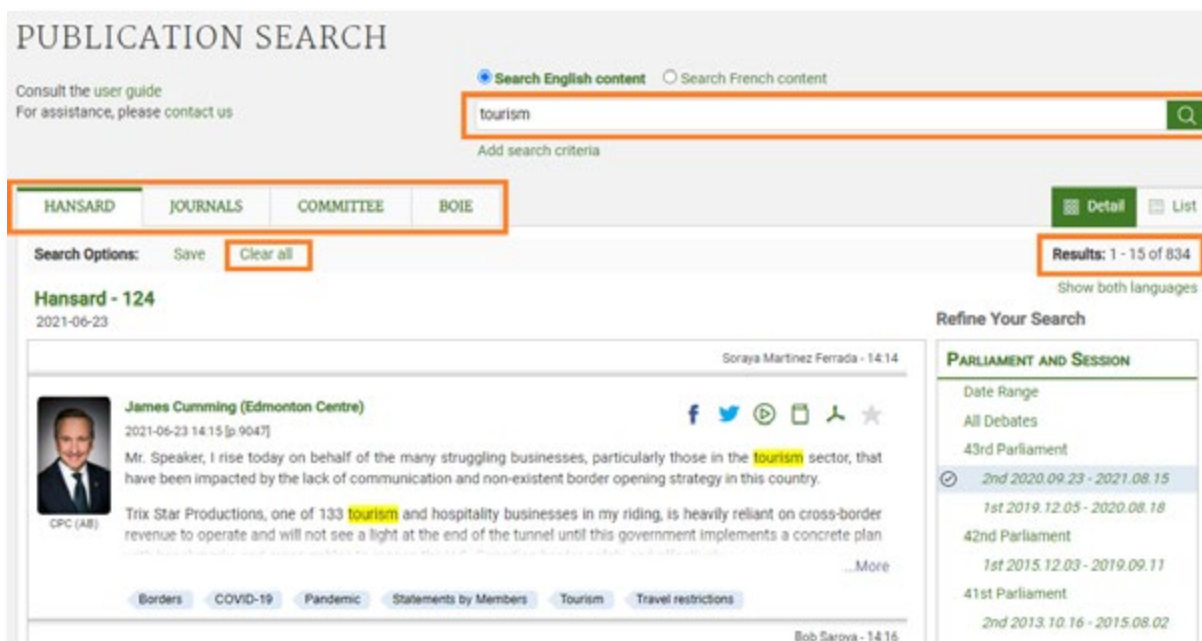 PUBLICATION SEARCH
Consult the user guide
For assistance, please contact us
Search English content Search French content
tourism
Add search criteria
HANSARD JOURNALS COMMITTEE BOIE
Detail List
Search Options: Save Clear all
Results: 1 - 15 of 834
Show both languages
Hansard - 124
2021-06-23
Soraya Martinez Ferrada - 14:14
James Cumming (Edmonton Centre)
2021-06-23 14:15 [p.9047]
Mr. Speaker, I rise today on behalf of the many struggling businesses, particularly those in the tourism sector, that
have been impacted by the lack of communication and non-existent border opening strategy in this country.
CPC (AB)
Trix Star Productions, one of 133 tourism and hospitality businesses in my riding, is heavily reliant on cross-border
revenue to operate and will not see a light at the end of the tunnel until this government implements a concrete plan
...More
Borders COVID-19 Pandemic Statements by Members Tourism Travel restrictions
Bob Saroya - 14:16
Refine Your Search
PARLIAMENT AND SESSION
Date Range
All Debates
43rd Parliament
2nd 2020.09.23 - 2021.08.15
1st 2019.12.05 - 2020.08.18
42nd Parliament
1st 2015.12.03 - 2019.09.11
41st Parliament
2nd 2013.10.16 - 2015.08.02